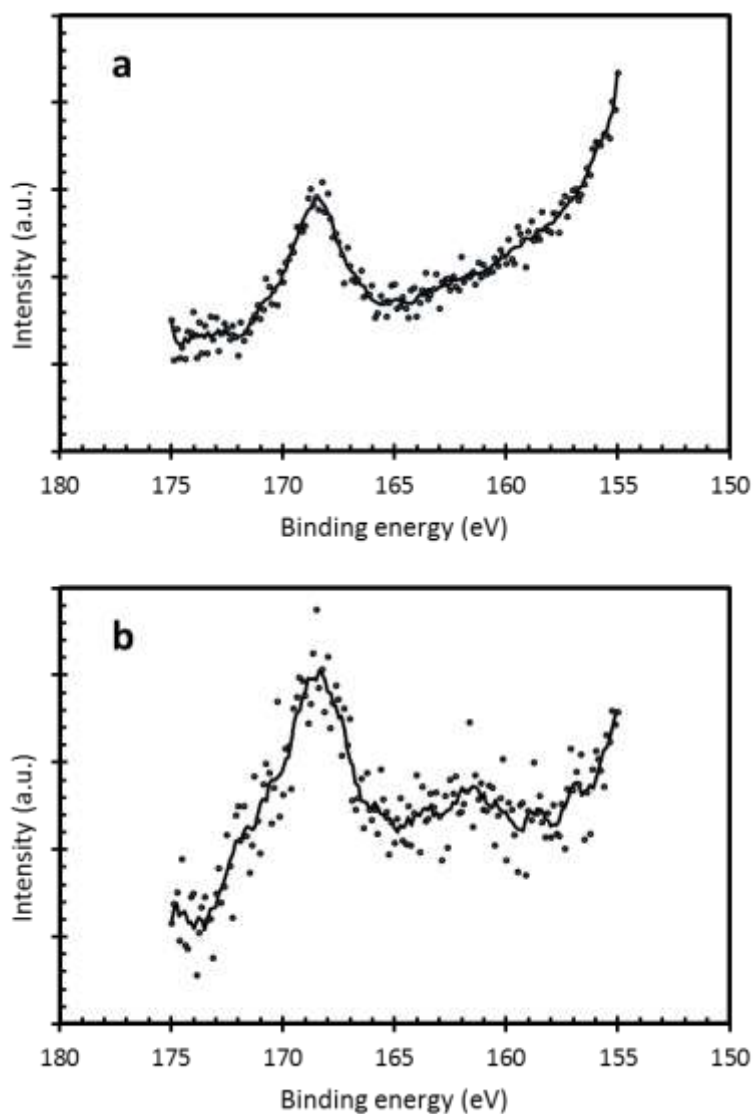 a
Intensity (a.u.)
180 175 170 165 160 155 150
Binding energy (eV)
b
Intensity (a.u.)
180 175 170 165 160 155 150
Binding energy (eV)